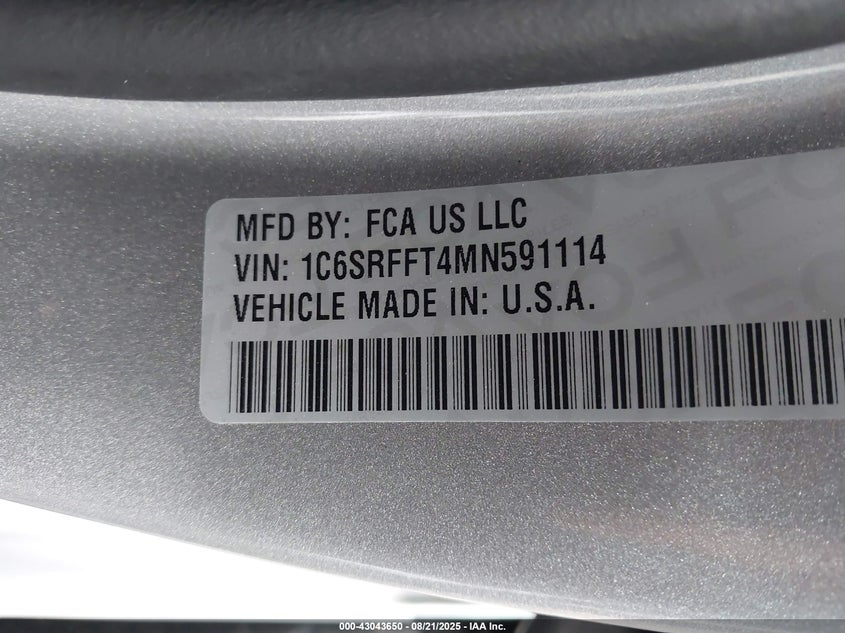 MFD BY: FCA US LLC
VIN: 1C6SRFFT4MN591114
VEHICLE MADE IN: U.S.A.
000-43043650 - 08/21/2025 - IAA Inc.